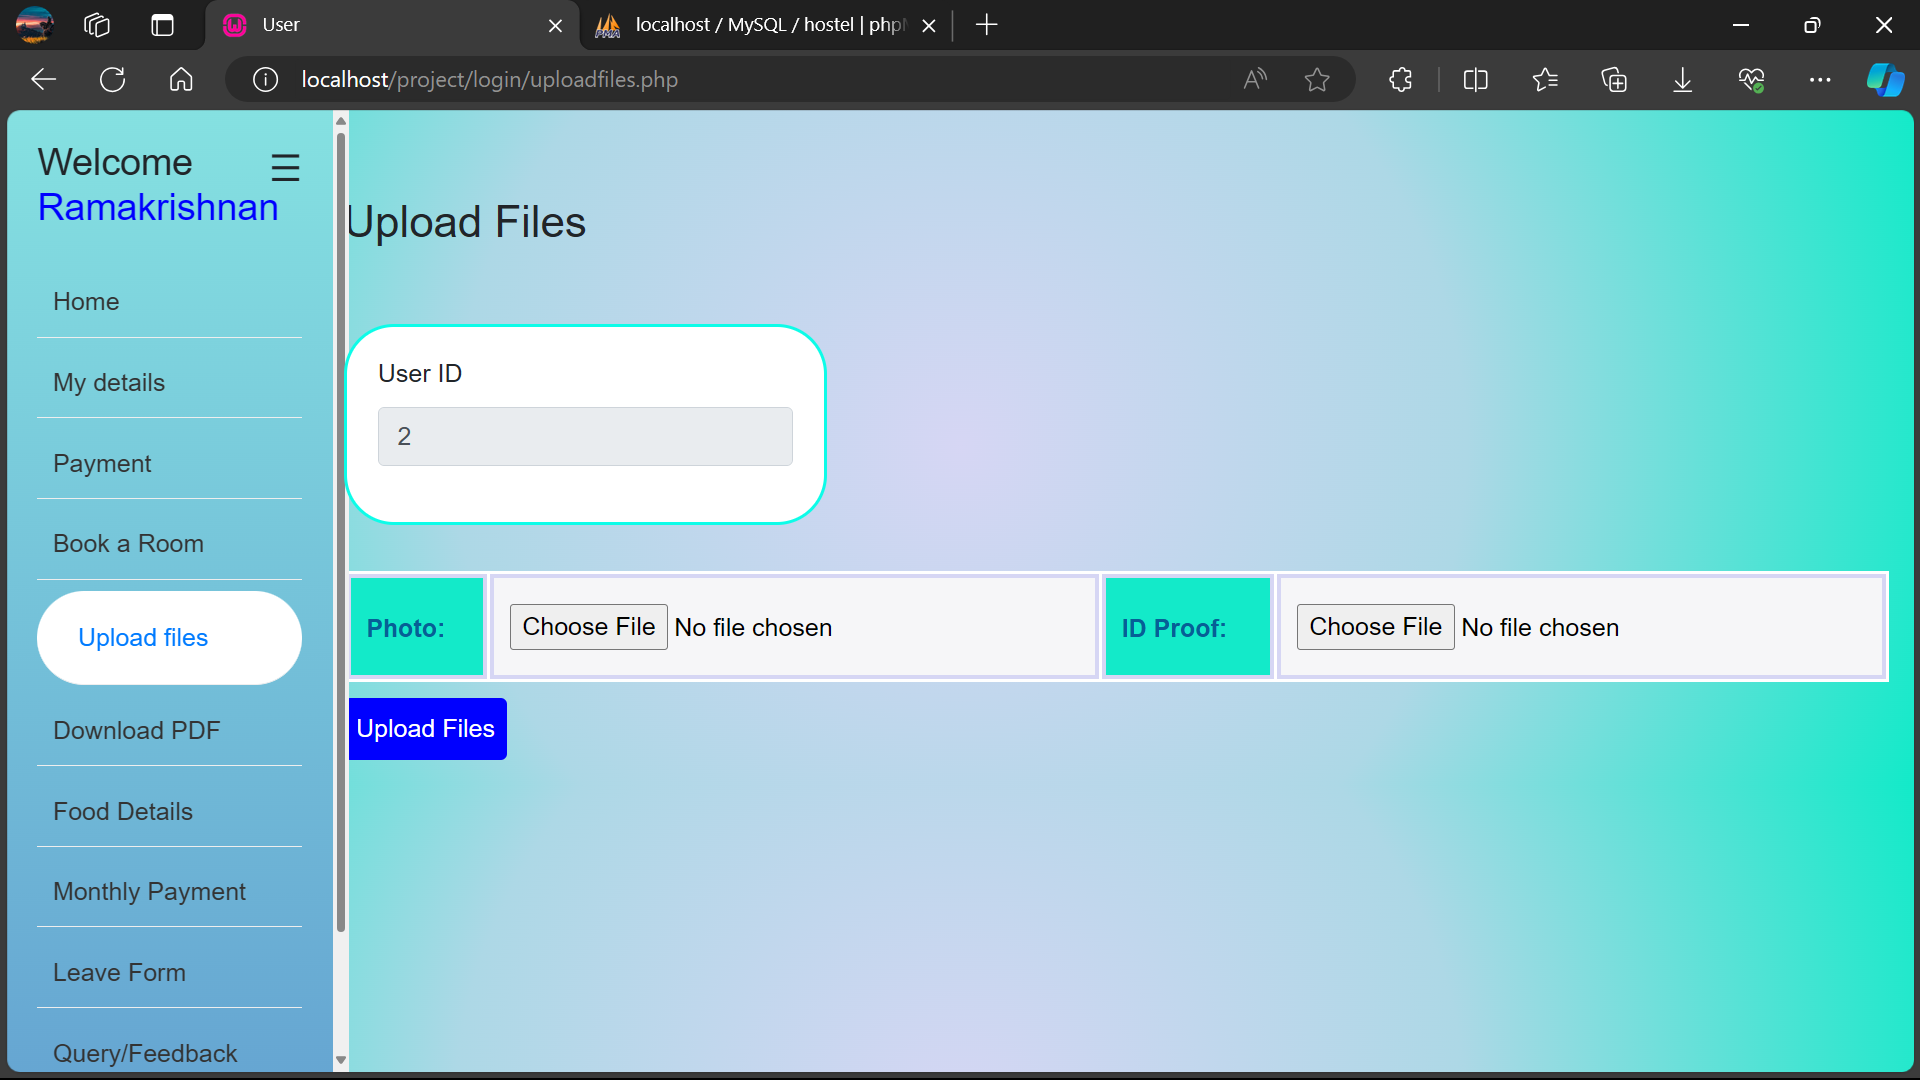 User
localhost / MySQL / hostel | php
localhost/project/login/uploadfiles.php
Welcome
Ramakrishnan
Home
My details
Payment
Book a Room
Upload files
Download PDF
Food Details
Monthly Payment
Leave Form
Query/Feedback
Upload Files
User ID
2
Photo: Choose File No file chosen ID Proof: Choose File No file chosen
Upload Files